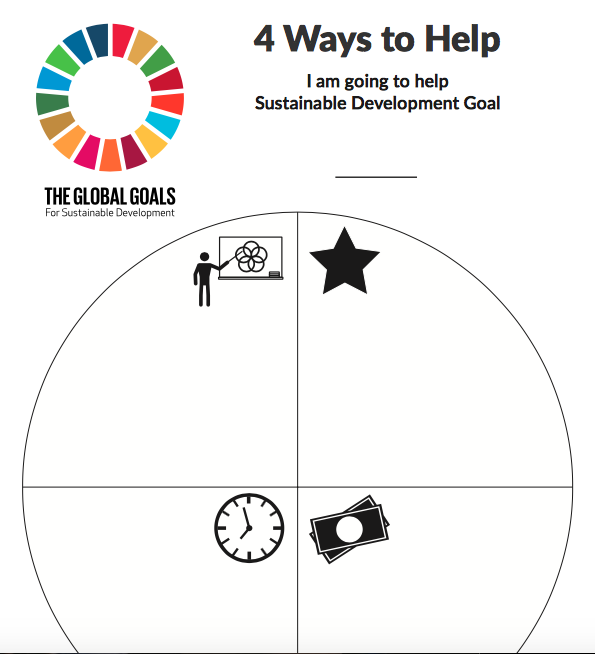 4 Ways to Help
I am going to help
Sustainable Development Goal
THE GLOBAL GOALS
For Sustainable Development